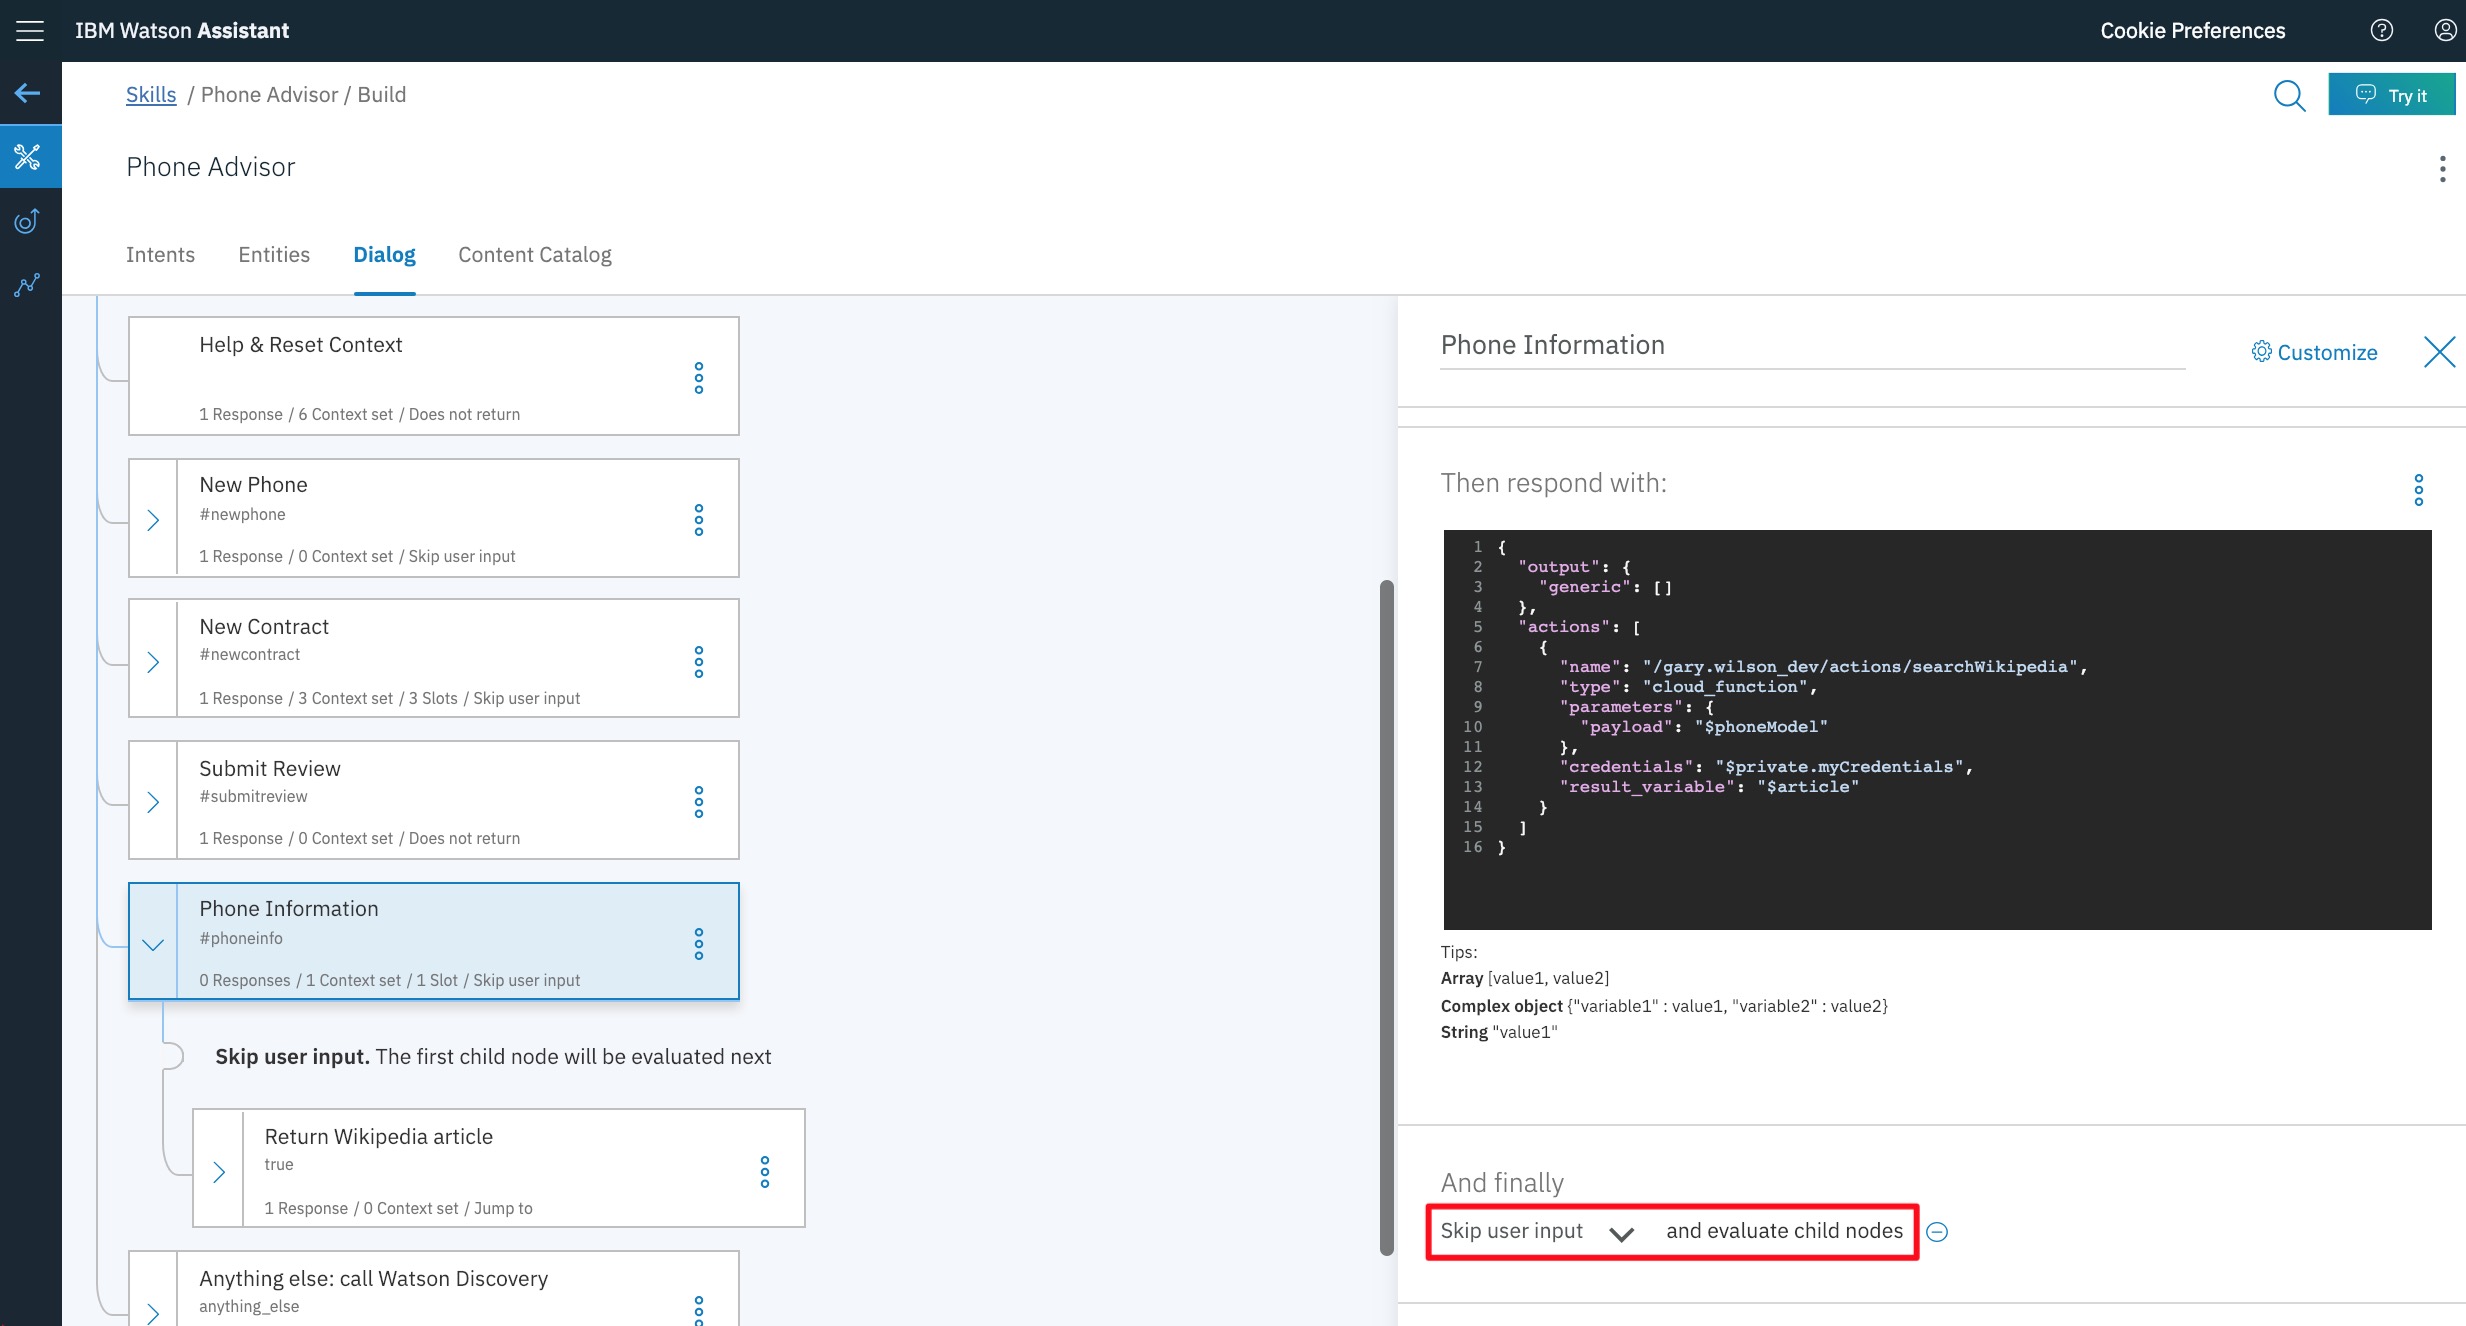 IBM Watson Assistant
Cookie Preferences
Skills / Phone Advisor / Build
Try it
Phone Advisor
Intents
Entities
Dialog
Content Catalog
Help & Reset Context
1 Response / 6 Context set / Does not return
New Phone
#newphone
1 Response / 0 Context set / Skip user input
New Contract
#newcontract
1 Response / 3 Context set / 3 Slots / Skip user input
Submit Review
#submitreview
1 Response / 0 Context set / Does not return
Phone Information
#phoneinfo
0 Responses / 1 Context set / 1 Slot / Skip user input
Skip user input. The first child node will be evaluated next
Return Wikipedia article
true
1 Response / 0 Context set / Jump to
Anything else: call Watson Discovery
anything_else
Phone Information
Customize
Then respond with:
1 {
2 "output": {
3 "generic": []
4 },
5 "actions": [
6 {
7 "name": "/gary.wilson_dev/actions/searchWikipedia",
8 "type": "cloud_function",
9 "parameters": {
10 "payload": "$phoneModel"
11 },
12 "credentials": "$private.myCredentials",
13 "result_variable": "$article"
14 }
15 ]
16 }
Tips:
Array [value1, value2]
Complex object {"variable1" : value1, "variable2" : value2}
String "value1"
And finally
Skip user input and evaluate child nodes